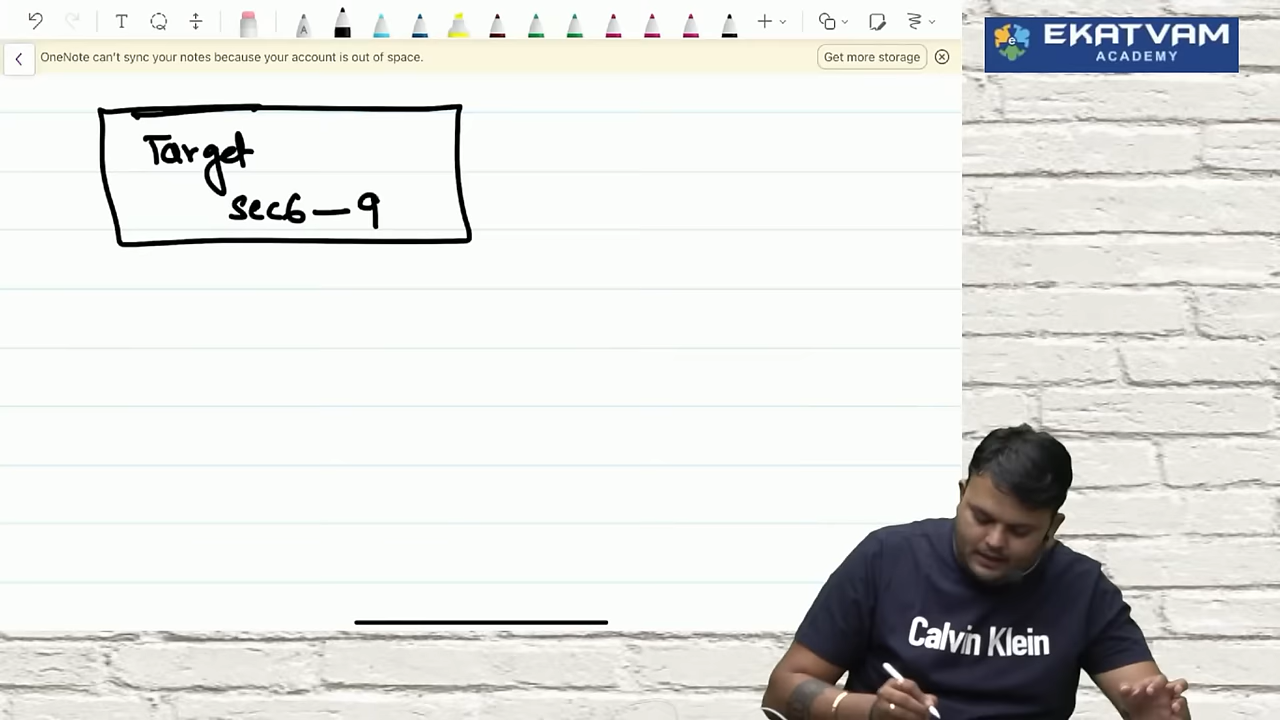 OneNote can't sync your notes because your account is out of space.
Get more storage
EKATVAM
ACADEMY
Target
sec6 — 9
Calvin Klein